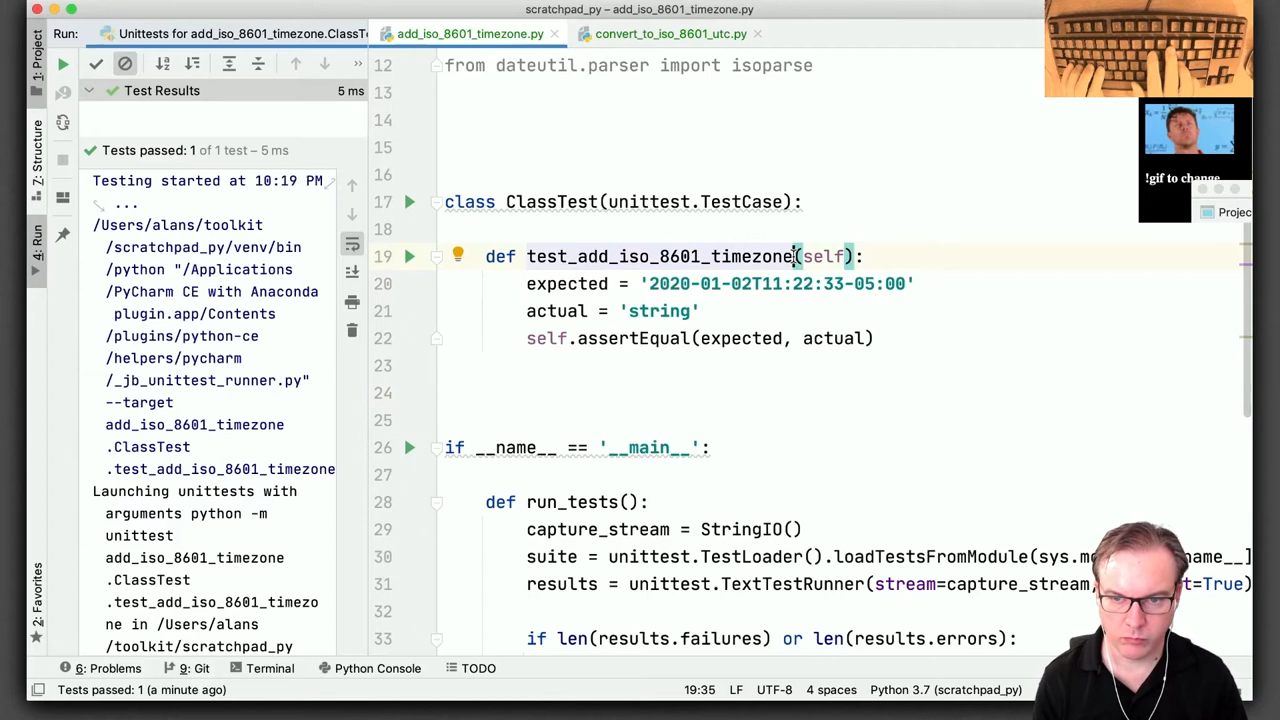 scratchpad_py – add_iso_8601_timezone.py
Run: Unittests for add_iso_8601_timezone.ClassT
add_iso_8601_timezone.py
convert_to_iso_8601_utc.py
1: Project
Z: Structure
4: Run
2: Favorites
Test Results 5 ms
Tests passed: 1 of 1 test – 5 ms
Testing started at 10:19 PM
...
/Users/alans/toolkit
/scratchpad_py/venv/bin
/python "/Applications
/PyCharm CE with Anaconda
plugin.app/Contents
/plugins/python-ce
/helpers/pycharm
/_jb_unittest_runner.py"
--target
add_iso_8601_timezone
.ClassTest
.test_add_iso_8601_timezone
Launching unittests with
arguments python -m
unittest
add_iso_8601_timezone
.ClassTest
.test_add_iso_8601_timezo
ne in /Users/alans
/toolkit/scratchpad_py
12 from dateutil.parser import isoparse
13
14
15
16
17 class ClassTest(unittest.TestCase):
18
19 def test_add_iso_8601_timezone(self):
20 expected = '2020-01-02T11:22:33-05:00'
21 actual = 'string'
22 self.assertEqual(expected, actual)
23
24
25
26 if __name__ == '__main__':
27
28 def run_tests():
29 capture_stream = StringIO()
30 suite = unittest.TestLoader().loadTestsFromModule(sys.mo name__]
31 results = unittest.TextTestRunner(stream=capture_stream, t=True)
32
33 if len(results.failures) or len(results.errors):
!gif to change
Projec
6: Problems 9: Git Terminal Python Console TODO
Tests passed: 1 (a minute ago) 19:35 LF UTF-8 4 spaces Python 3.7 (scratchpad_py)